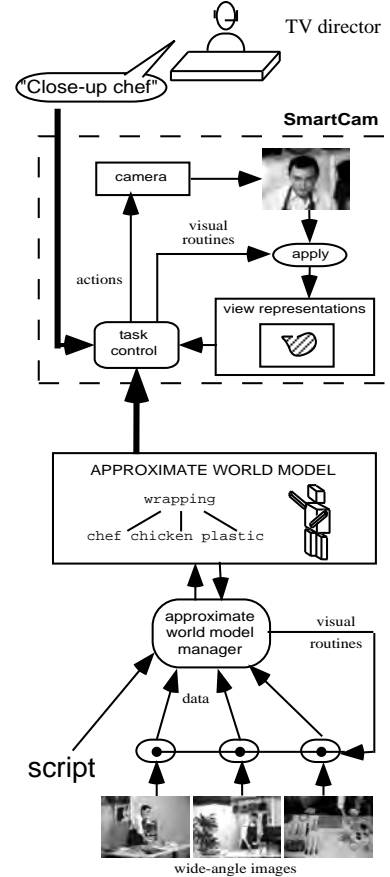 TV director
"Close-up chef"
SmartCam
camera
visual
routines
apply
actions
view representations
task
control
APPROXIMATE WORLD MODEL
wrapping
chef chicken plastic
approximate
world model
manager
visual
routines
data
script
wide-angle images